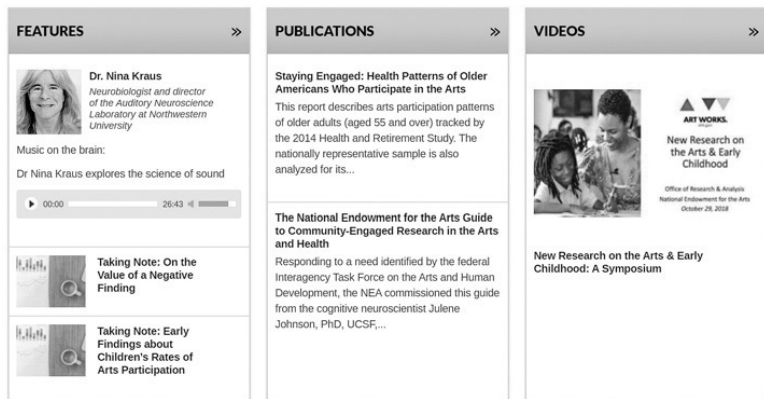 FEATURES »
Dr. Nina Kraus
Neurobiologist and director
of the Auditory Neuroscience
Laboratory at Northwestern
University
Music on the brain:
Dr Nina Kraus explores the science of sound
00:00 26:43
Taking Note: On the
Value of a Negative
Finding
Taking Note: Early
Findings about
Children's Rates of
Arts Participation
PUBLICATIONS »
Staying Engaged: Health Patterns of Older
Americans Who Participate in the Arts
This report describes arts participation patterns
of older adults (aged 55 and over) tracked by
the 2014 Health and Retirement Study. The
nationally representative sample is also
analyzed for its...
The National Endowment for the Arts Guide
to Community-Engaged Research in the Arts
and Health
Responding to a need identified by the federal
Interagency Task Force on the Arts and Human
Development, the NEA commissioned this guide
from the cognitive neuroscientist Julene
Johnson, PhD, UCSF,...
VIDEOS »
ART WORKS.
arts.gov
New Research on
the Arts & Early
Childhood
Office of Research & Analysis
National Endowment for the Arts
October 29, 2018
New Research on the Arts & Early
Childhood: A Symposium